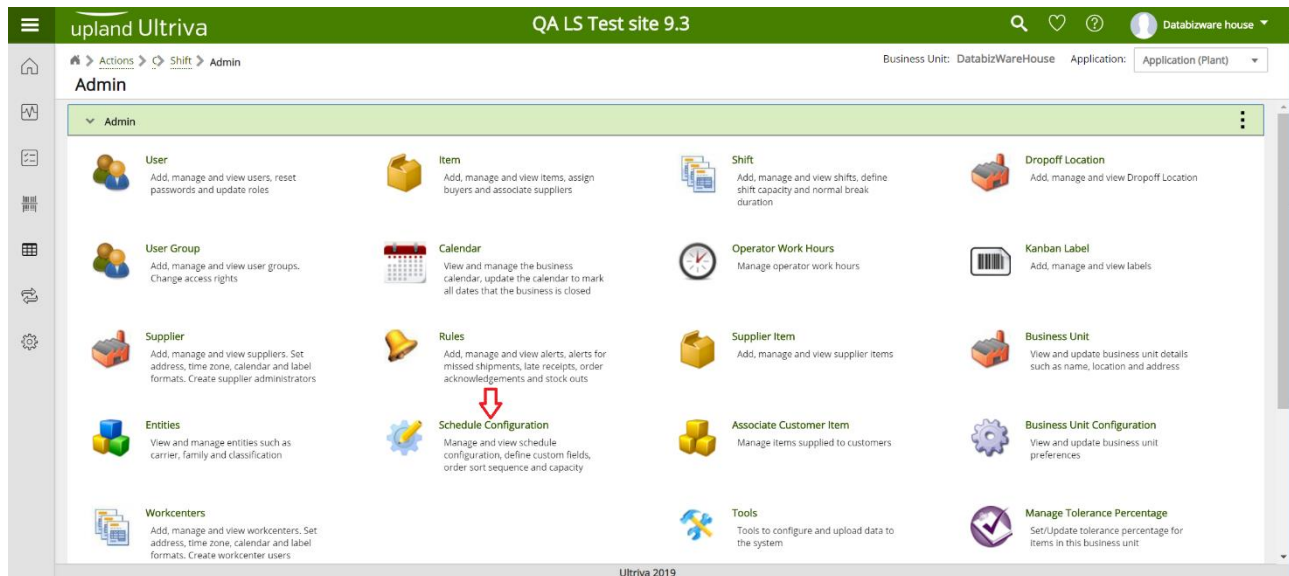 upland Ultriva
QA LS Test site 9.3
Databizware house
Actions > Shift > Admin
Business Unit: DatabizWareHouse Application: Application (Plant)
Admin
Admin
User
Add, manage and view users, reset
passwords and update roles
Item
Add, manage and view items, assign
buyers and associate suppliers
Shift
Add, manage and view shifts, define
shift capacity and normal break
duration
Dropoff Location
Add, manage and view Dropoff Location
User Group
Add, manage and view user groups.
Change access rights
Calendar
View and manage the business
calendar, update the calendar to mark
all dates that the business is closed
Operator Work Hours
Manage operator work hours
Kanban Label
Add, manage and view labels
Supplier
Add, manage and view suppliers. Set
address, time zone, calendar and label
formats. Create supplier administrators
Rules
Add, manage and view alerts, alerts for
missed shipments, late receipts, order
acknowledgements and stock outs
Supplier Item
Add, manage and view supplier items
Business Unit
View and update business unit details
such as name, location and address
Entities
View and manage entities such as
carrier, family and classification
Schedule Configuration
Manage and view schedule
configuration, define custom fields,
order sort sequence and capacity
Associate Customer Item
Manage items supplied to customers
Business Unit Configuration
View and update business unit
preferences
Workcenters
Add, manage and view workcenters. Set
address, time zone, calendar and label
formats. Create workcenter users
Tools
Tools to configure and upload data to
the system
Manage Tolerance Percentage
Set/Update tolerance percentage for
items in this business unit
Ultriva 2019